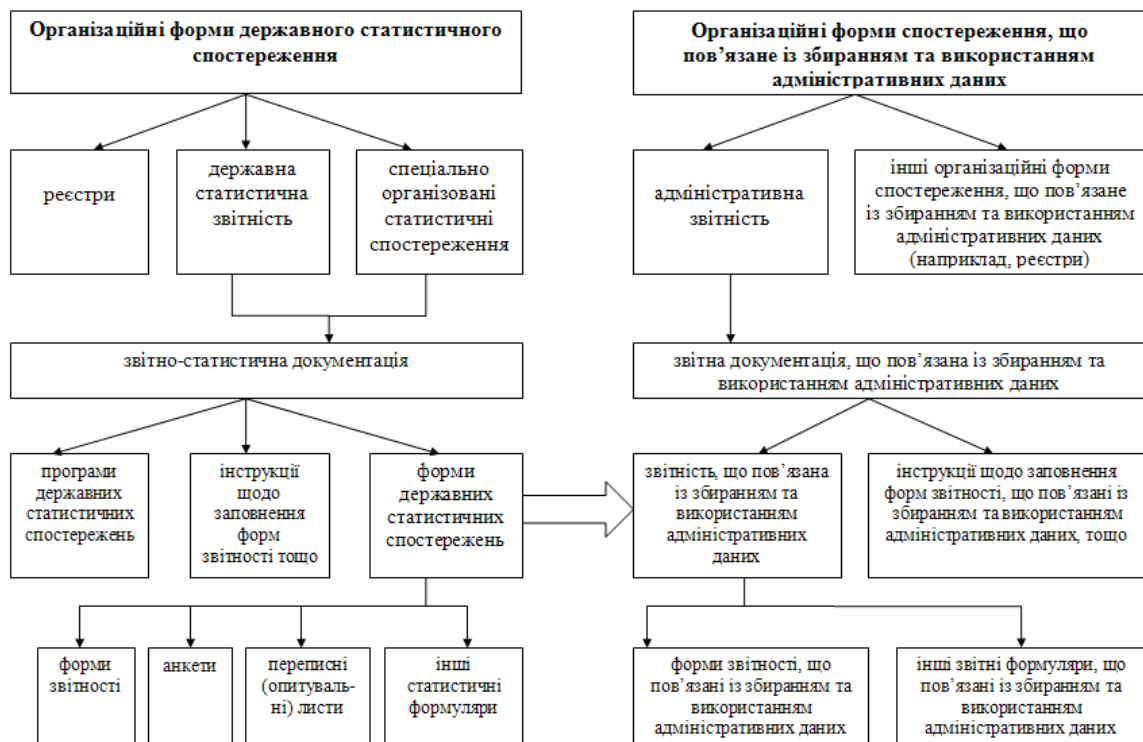 Організаційні форми державного статистичного
спостереження
Організаційні форми спостереження, що
пов’язане із збиранням та використанням
адміністративних даних
реєстри
державна
статистична
звітність
спеціально
організовані
статистичні
спостереження
адміністративна
звітність
інші організаційні форми
спостереження, що пов’язане
із збиранням та використанням
адміністративних даних
(наприклад, реєстри)
звітно-статистична документація
звітна документація, що пов’язана із збиранням та
використанням адміністративних даних
програми
державних
статистичних
спостережень
інструкції
щодо
заповнення
форм
звітності тощо
форми
державних
статистичних
спостережень
звітність, що пов’язана
із збиранням та
використанням
адміністративних
даних
інструкції щодо заповнення
форм звітності, що пов’язані із
збиранням та використанням
адміністративних даних, тощо
форми
звітності
анкети
переписні
(опитуваль-
ні) листи
інші
статистичні
формуляри
форми звітності, що
пов’язані із збиранням та
використанням
адміністративних даних
інші звітні формуляри, що
пов’язані із збиранням та
використанням
адміністративних даних